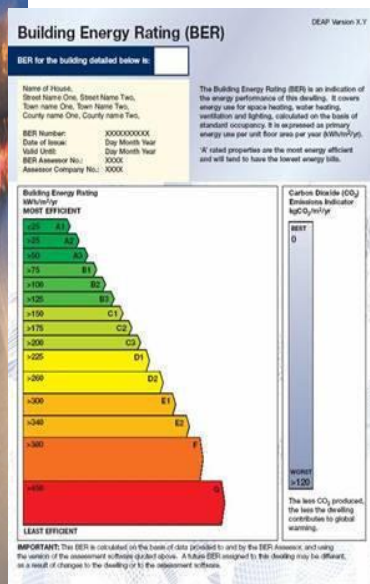 DEAP Version X.Y
Building Energy Rating (BER)
BER for the building detailed below is:
Name of House,
Street Name One, Street Name Two,
Town name One, Town Name Two,
County name One, County name Two,
BER Number: XXXXXXXXXX
Date of Issue: Day Month Year
Valid Until: Day Month Year
BER Assessor No.: XXXX
Assessor Company No.: XXXX
The Building Energy Rating (BER) is an indication of
the energy performance of this dwelling. It covers
energy use for space heating, water heating,
ventilation and lighting, calculated on the basis of
standard occupancy. It is expressed as primary
energy use per unit floor area per year (kWh/m²/yr).
'A' rated properties are the most energy efficient
and will tend to have the lowest energy bills.
Building Energy Rating
kWh/m²/yr
MOST EFFICIENT
<25 A1
>25 A2
>50 A3
>75 B1
>100 B2
>125 B3
>150 C1
>175 C2
>200 C3
>225 D1
>260 D2
>300 E1
>340 E2
>380 F
>450 G
LEAST EFFICIENT
Carbon Dioxide (CO₂)
Emissions Indicator
kgCO₂/m²/yr
BEST
0
WORST
>120
The less CO₂ produced,
the less the dwelling
contributes to global
warming.
IMPORTANT: This BER is calculated on the basis of data provided to and by the BER Assessor, and using
the version of the assessment software quoted above. A future BER assigned to this dwelling may be different,
as a result of changes to the dwelling or to the assessment software.